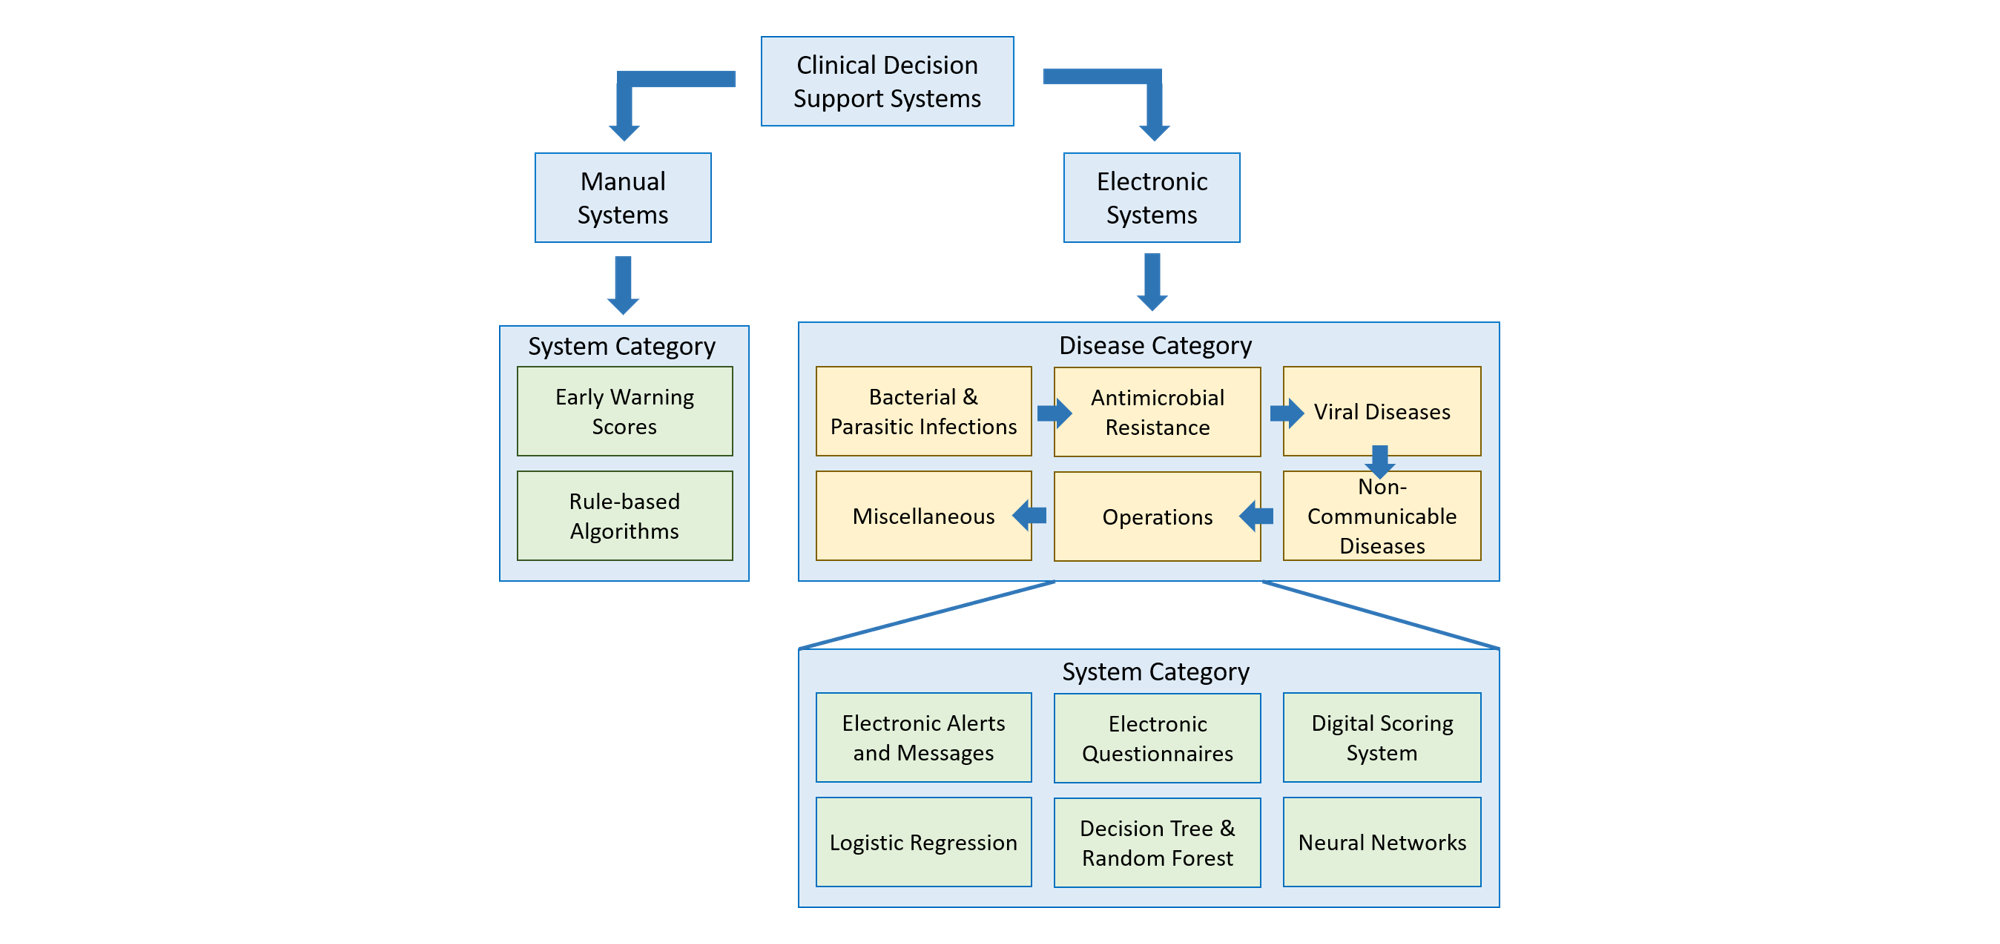 Clinical Decision
Support Systems
Manual
Systems
Electronic
Systems
System Category
Early Warning
Scores
Rule-based
Algorithms
Disease Category
Bacterial &
Parasitic Infections
Antimicrobial
Resistance
Viral Diseases
Miscellaneous
Operations
Non-
Communicable
Diseases
System Category
Electronic Alerts
and Messages
Electronic
Questionnaires
Digital Scoring
System
Logistic Regression
Decision Tree &
Random Forest
Neural Networks